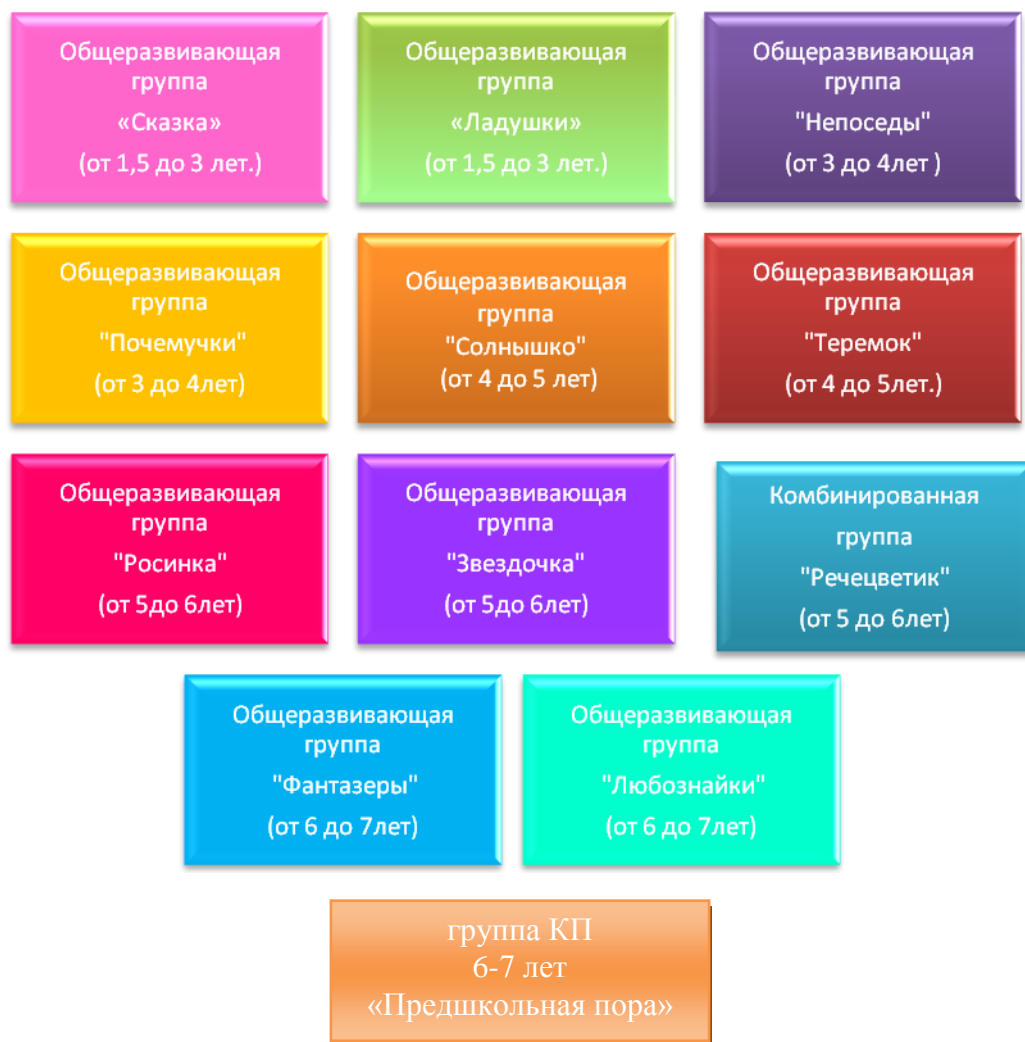 Общеразвивающая
группа
«Сказка»
(от 1,5 до 3 лет.)
Общеразвивающая
группа
«Ладушки»
(от 1,5 до 3 лет.)
Общеразвивающая
группа
"Непоседы"
(от 3 до 4лет )
Общеразвивающая
группа
"Почемучки"
(от 3 до 4лет)
Общеразвивающая
группа
"Солнышко"
(от 4 до 5 лет)
Общеразвивающая
группа
"Теремок"
(от 4 до 5лет.)
Общеразвивающая
группа
"Росинка"
(от 5до 6лет)
Общеразвивающая
группа
"Звездочка"
(от 5до 6лет)
Комбинированная
группа
"Речецветик"
(от 5 до 6лет)
Общеразвивающая
группа
"Фантазеры"
(от 6 до 7лет)
Общеразвивающая
группа
"Любознайки"
(от 6 до 7лет)
группа КП
6-7 лет
«Предшкольная пора»